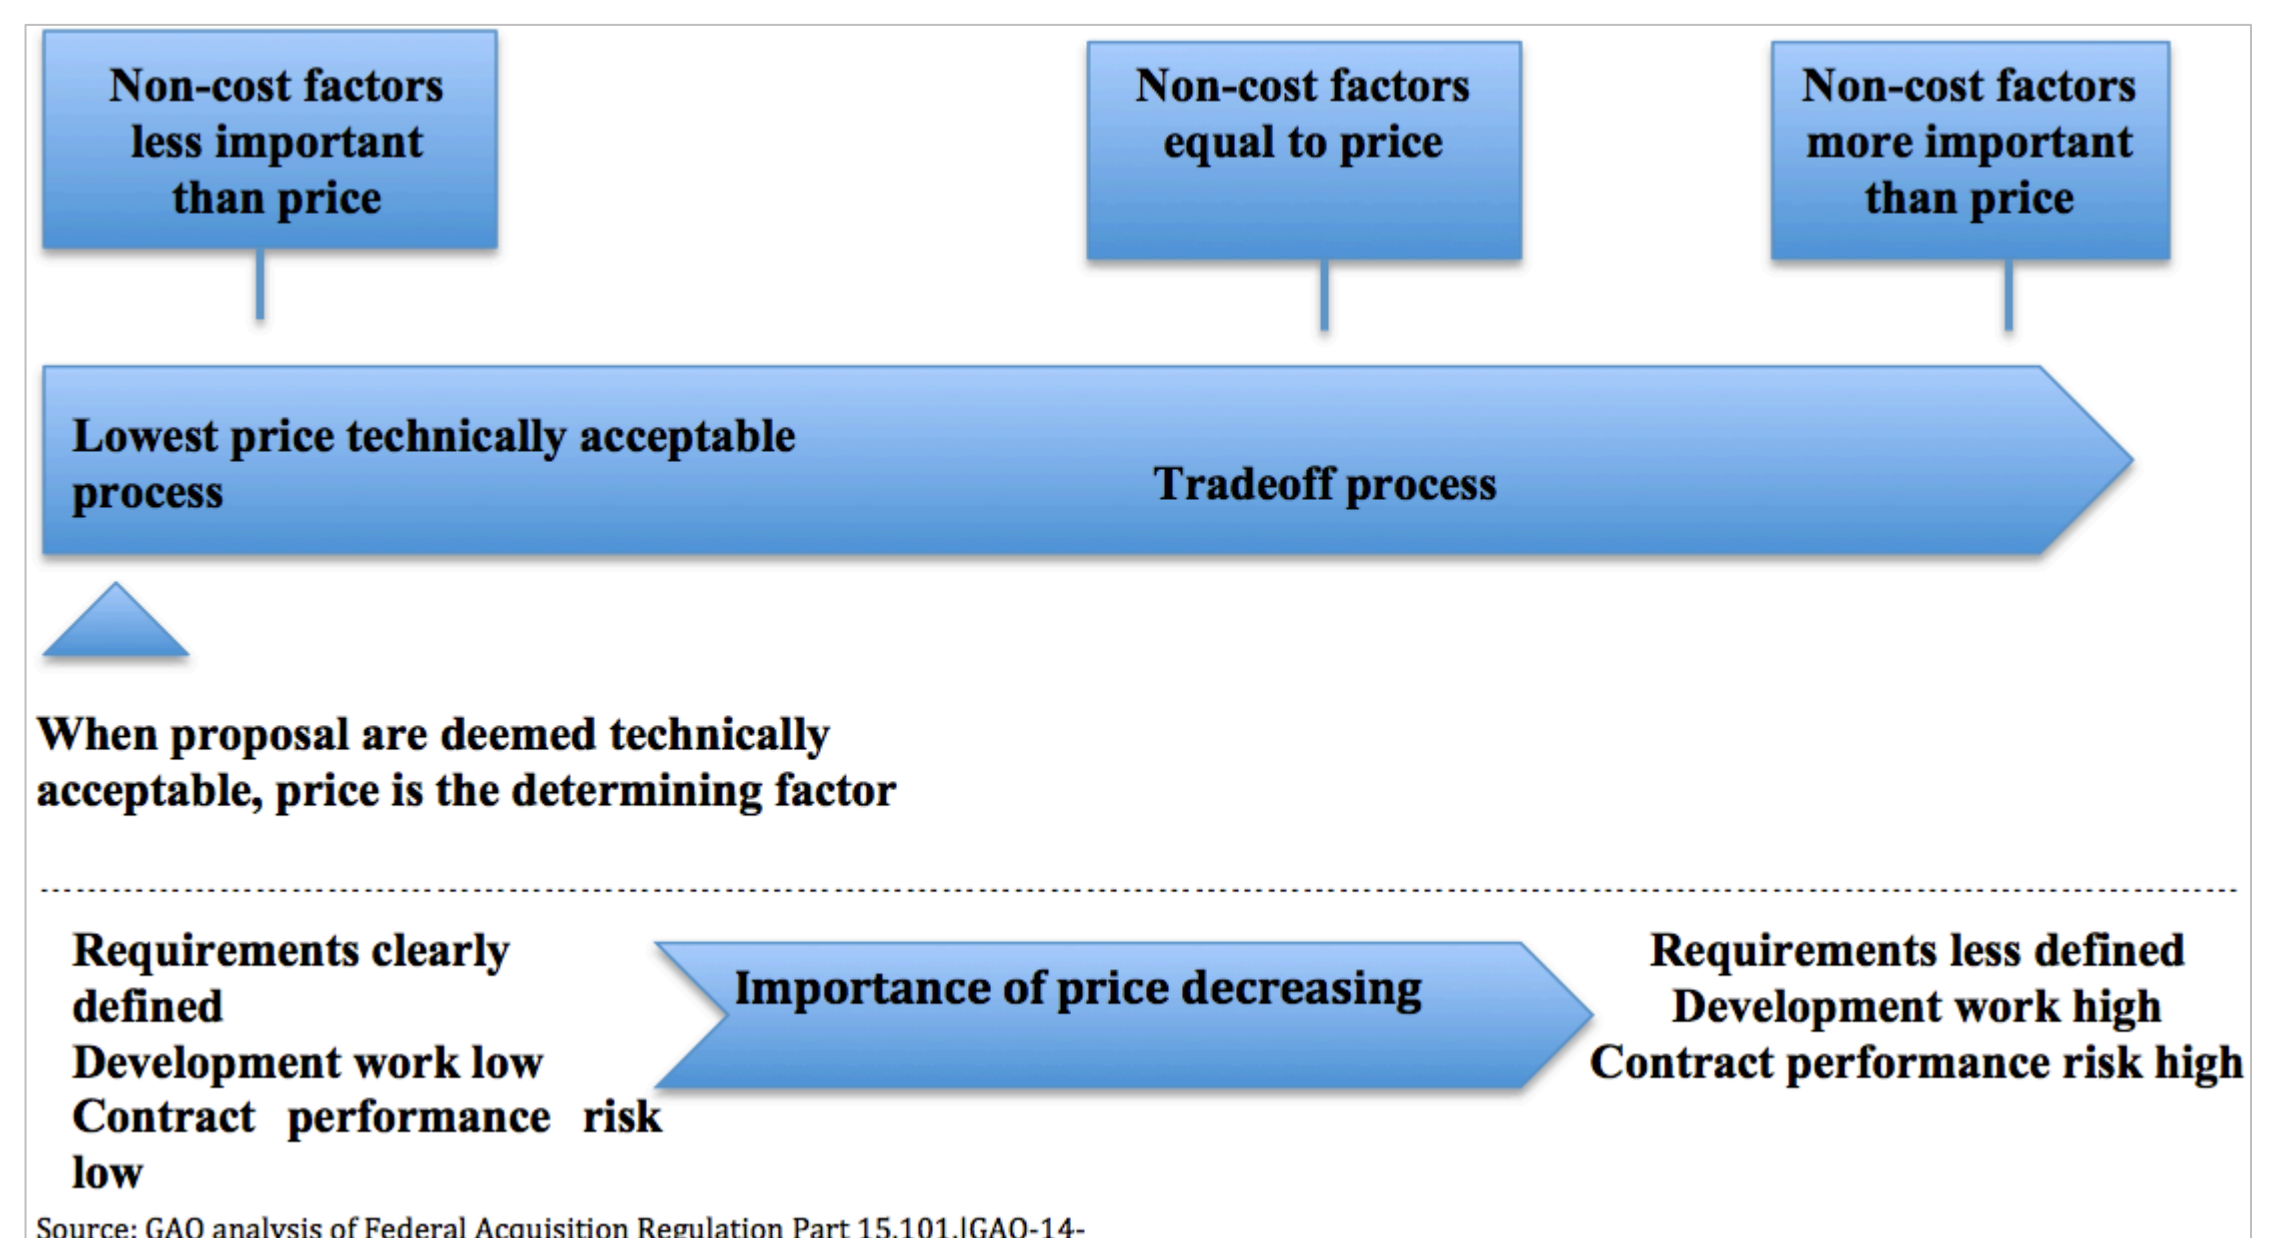 Non-cost factors
less important
than price
Non-cost factors
equal to price
Non-cost factors
more important
than price
Lowest price technically acceptable
process
Tradeoff process
When proposal are deemed technically
acceptable, price is the determining factor
Requirements clearly
defined
Development work low
Contract performance risk
low
Importance of price decreasing
Requirements less defined
Development work high
Contract performance risk high
Source: GAO analysis of Federal Acquisition Regulation Part 15.101.|GAO-14-